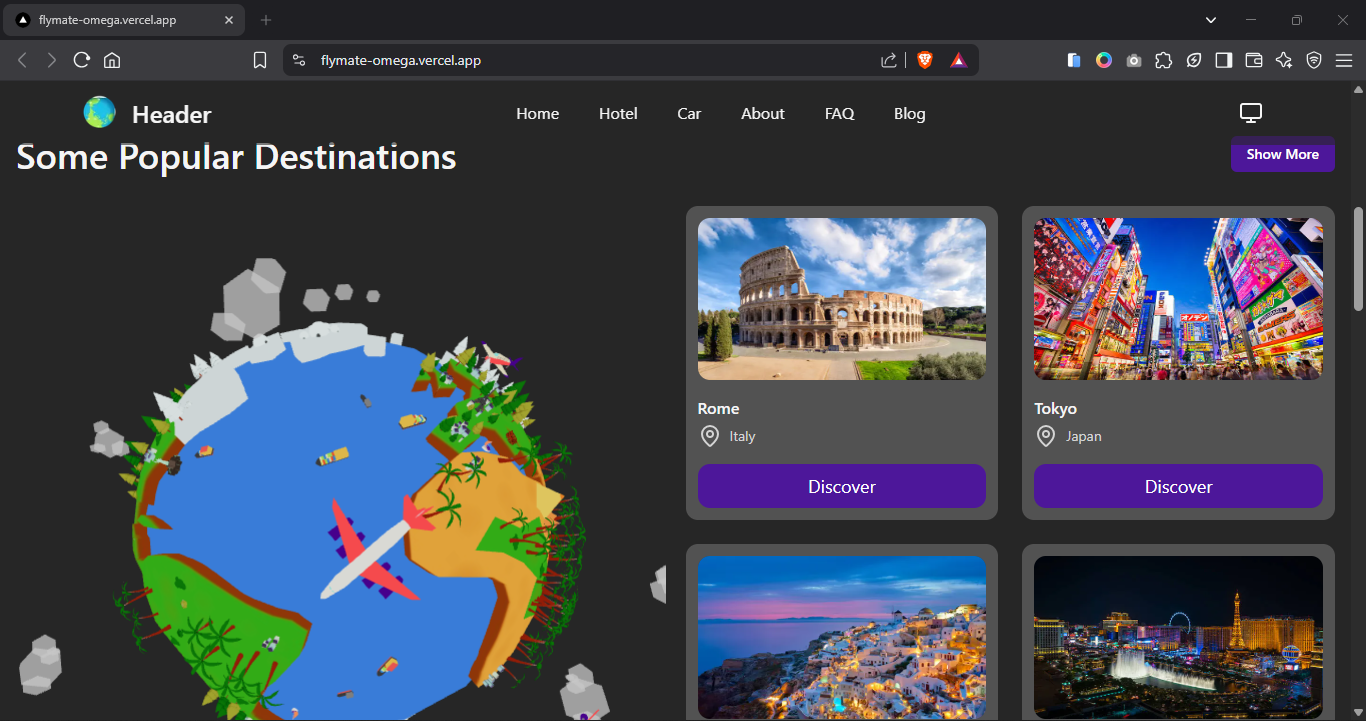 flymate-omega.vercel.app
flymate-omega.vercel.app
Header
Home
Hotel
Car
About
FAQ
Blog
Some Popular Destinations
Show More
Rome
Italy
Discover
Tokyo
Japan
Discover